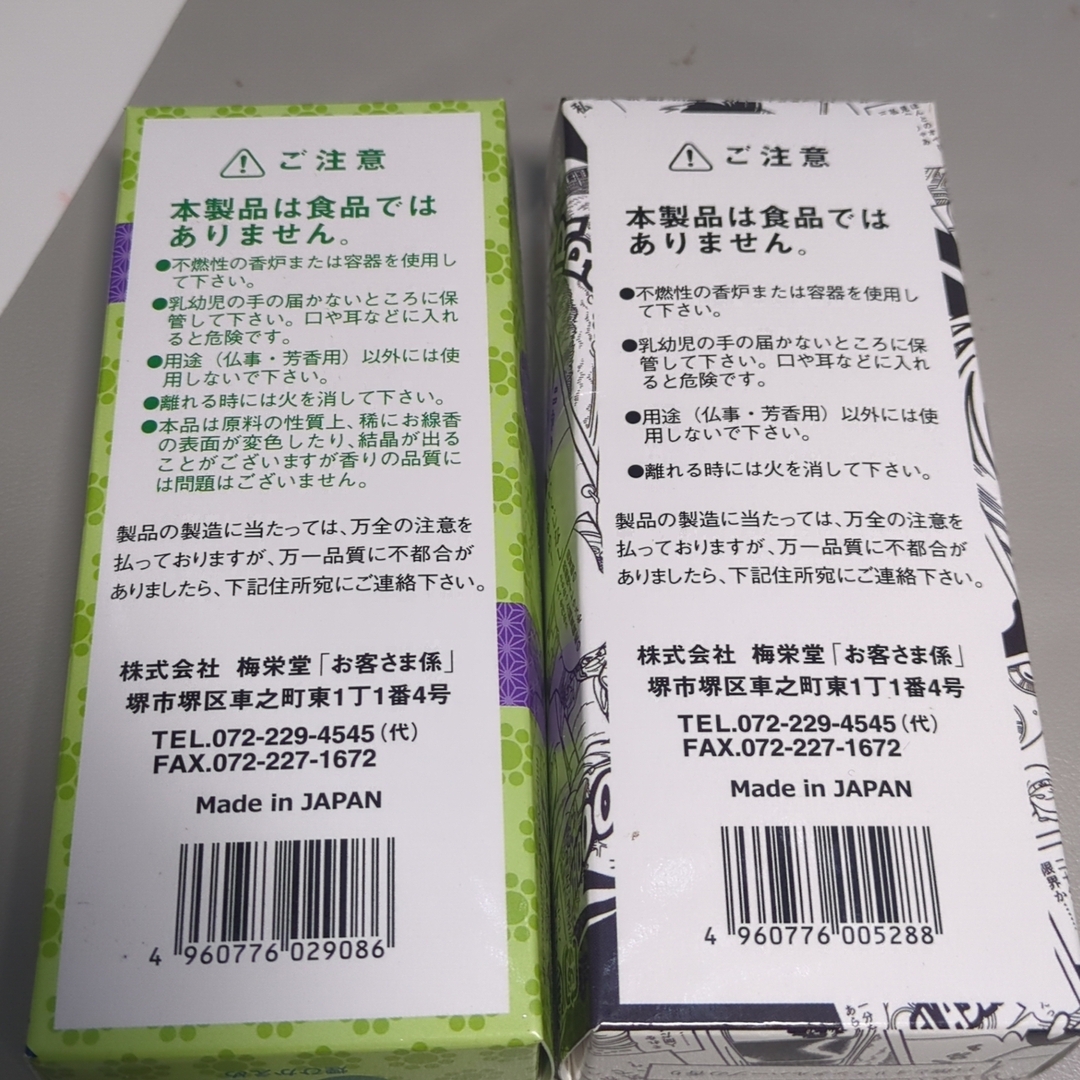 ご注意
本製品は食品では
ありません。
●不燃性の香炉または容器を使用し
て下さい。
●乳幼児の手の届かないところに保
管して下さい。口や耳などに入れ
ると危険です。
●用途（仏事・芳香用）以外には使
用しないで下さい。
●離れる時には火を消して下さい。
●本品は原料の性質上、稀にお線香
の表面が変色したり、結晶が出る
ことがございますが香りの品質に
は問題はございません。
製品の製造に当たっては、万全の注意を
払っておりますが、万一品質に不都合が
ありましたら、下記住所宛にご連絡下さい。
株式会社 梅栄堂「お客さま係」
堺市堺区車之町東1丁1番4号
TEL.072-229-4545（代）
FAX.072-227-1672
Made in JAPAN
4 960776 029086
ご注意
本製品は食品では
ありません。
●不燃性の香炉または容器を使用し
て下さい。
●乳幼児の手の届かないところに保
管して下さい。口や耳などに入れ
ると危険です。
●用途（仏事・芳香用）以外には使
用しないで下さい。
●離れる時には火を消して下さい。
製品の製造に当たっては、万全の注意を
払っておりますが、万一品質に不都合が
ありましたら、下記住所宛にご連絡下さい。
株式会社 梅栄堂「お客さま係」
堺市堺区車之町東1丁1番4号
TEL.072-229-4545（代）
FAX.072-227-1672
Made in JAPAN
4 960776 005288
限界か……